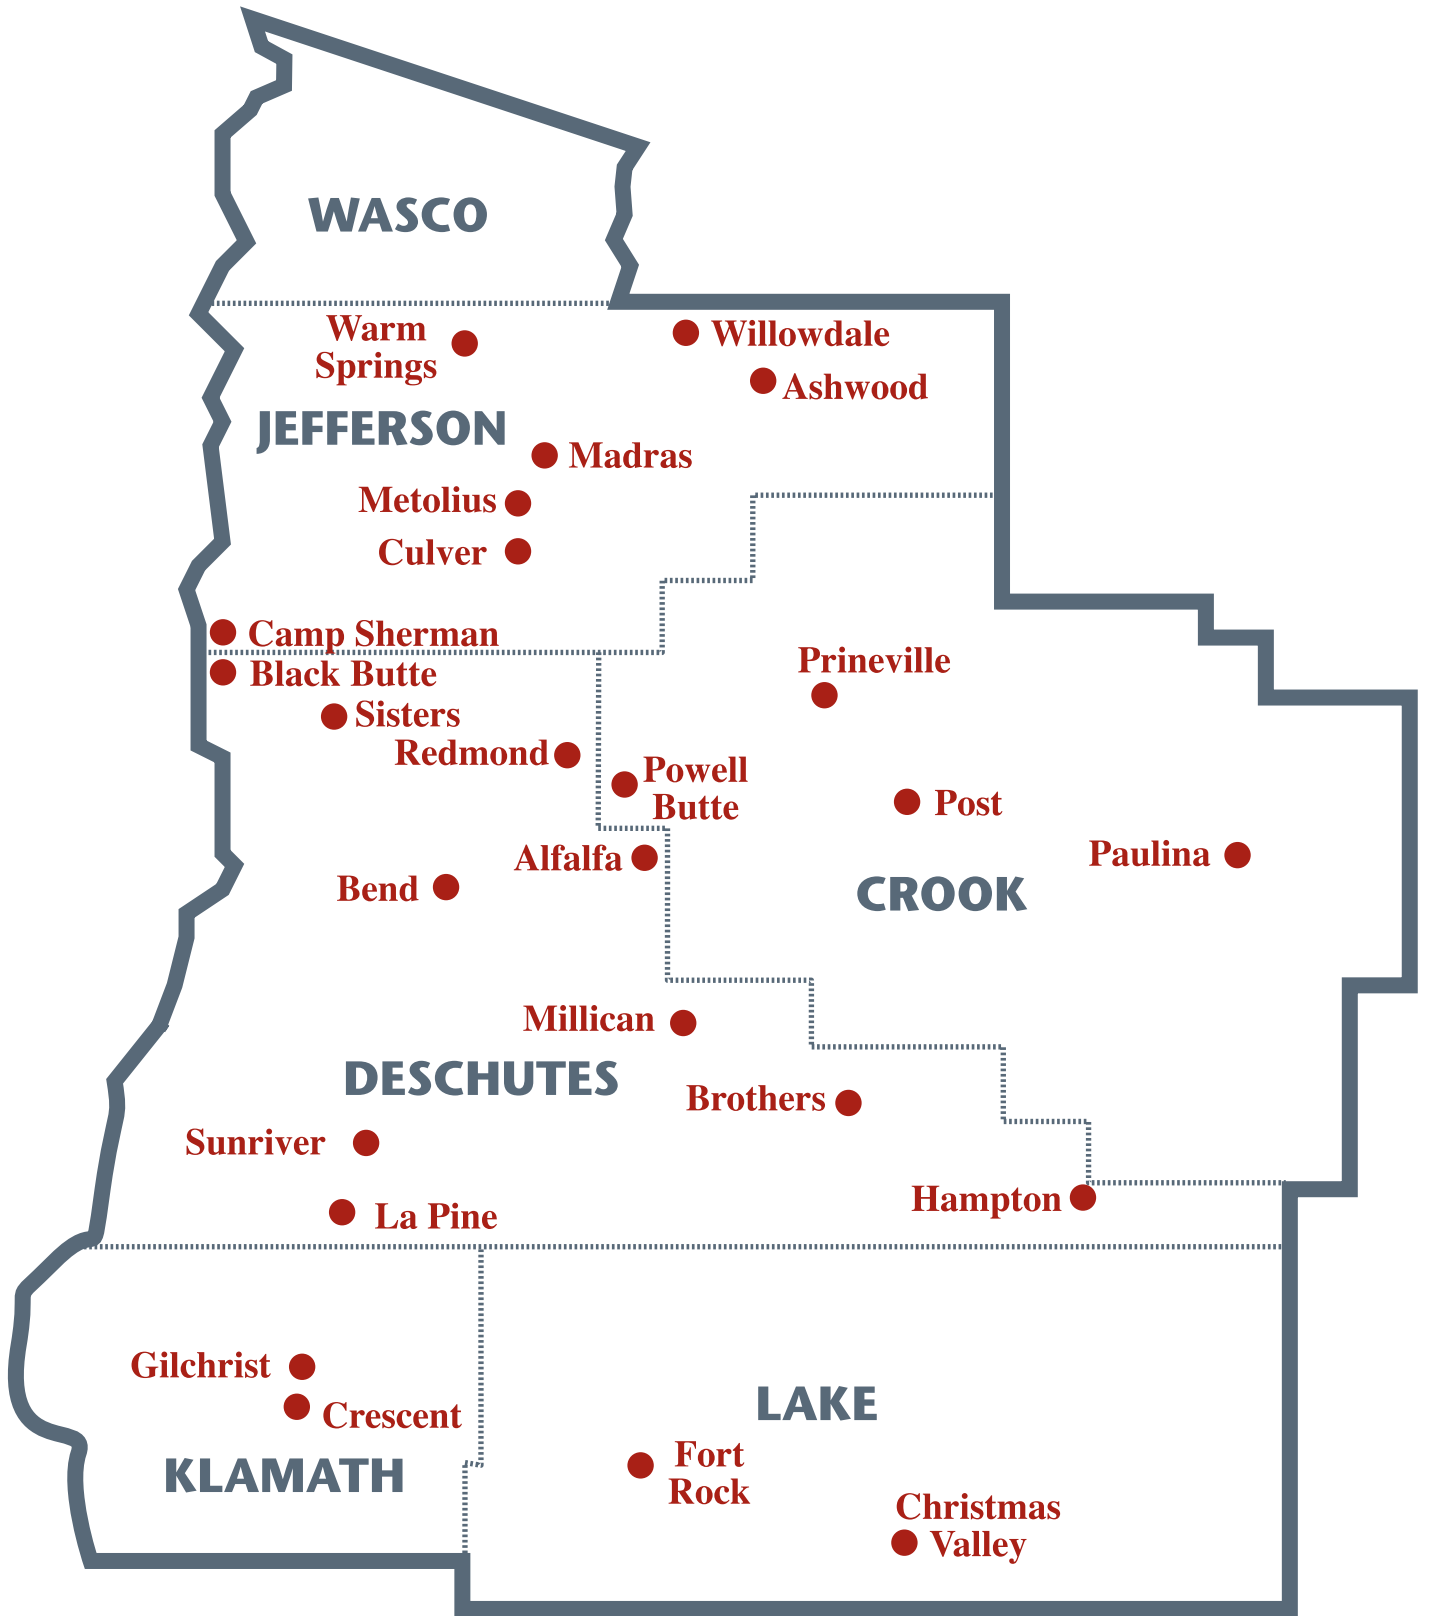 WASCO
Warm
Springs
Willowdale
Ashwood
JEFFERSON
Madras
Metolius
Culver
Camp Sherman
Black Butte
Prineville
Sisters
Redmond
Powell
Butte
Post
Alfalfa
Paulina
Bend
CROOK
Millican
DESCHUTES
Brothers
Sunriver
Hampton
La Pine
Gilchrist
Crescent
LAKE
Fort
Rock
KLAMATH
Christmas
Valley